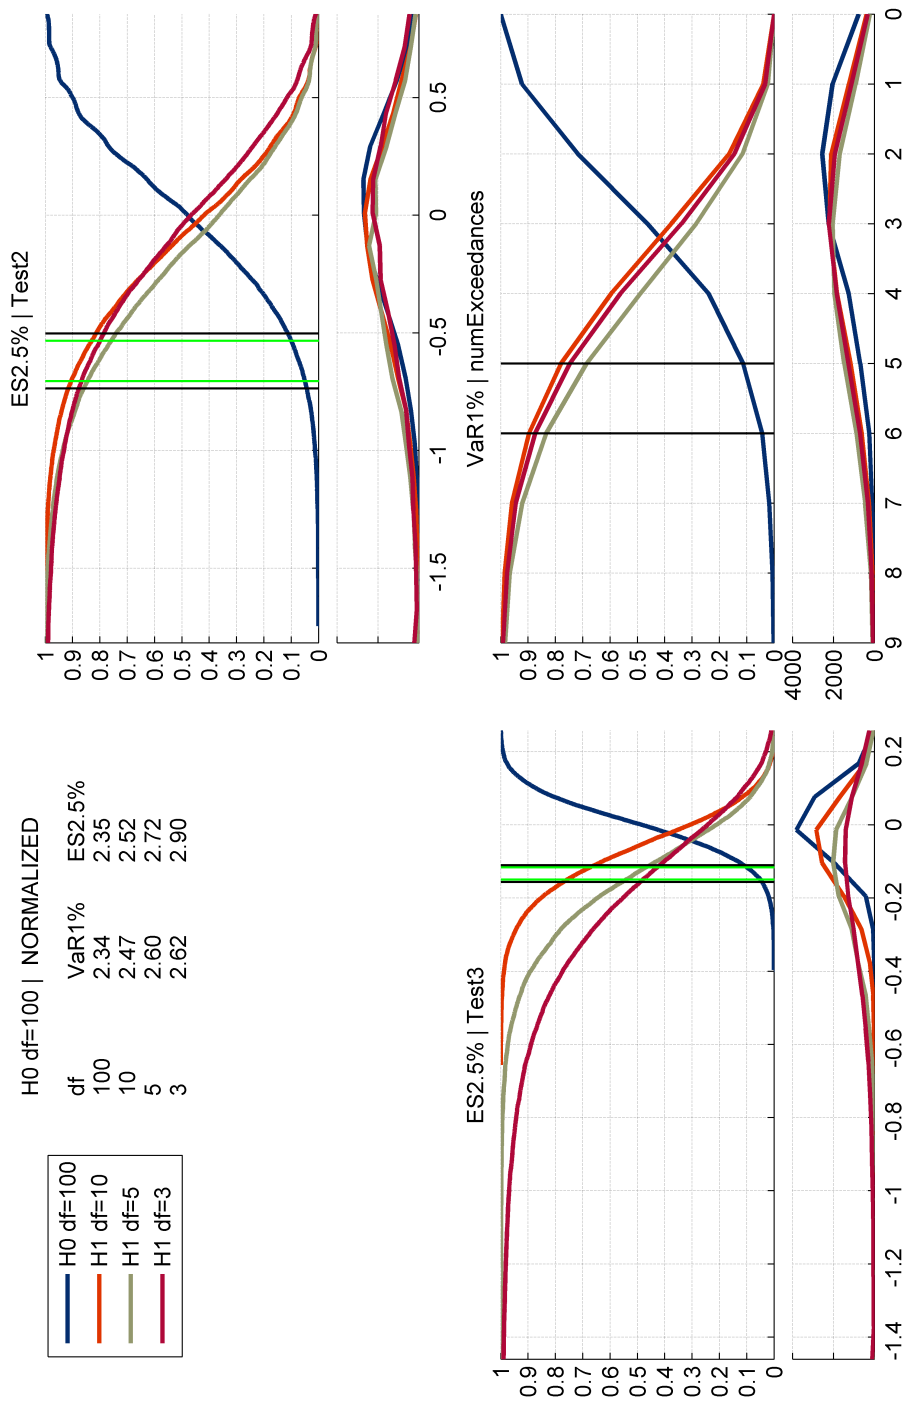 H0 df=100 | NORMALIZED
H0 df=100
H1 df=10
H1 df=5
H1 df=3
df VaR1% ES2.5%
100 2.34 2.35
10 2.47 2.52
5 2.60 2.72
3 2.62 2.90
ES2.5% | Test2
1
0.9
0.8
0.7
0.6
0.5
0.4
0.3
0.2
0.1
0
-1.5 -1 -0.5 0 0.5
ES2.5% | Test3
1
0.9
0.8
0.7
0.6
0.5
0.4
0.3
0.2
0.1
0
-1.4 -1.2 -1 -0.8 -0.6 -0.4 -0.2 0 0.2
VaR1% | numExceedances
1
0.9
0.8
0.7
0.6
0.5
0.4
0.3
0.2
0.1
0
4000
2000
0
9 8 7 6 5 4 3 2 1 0